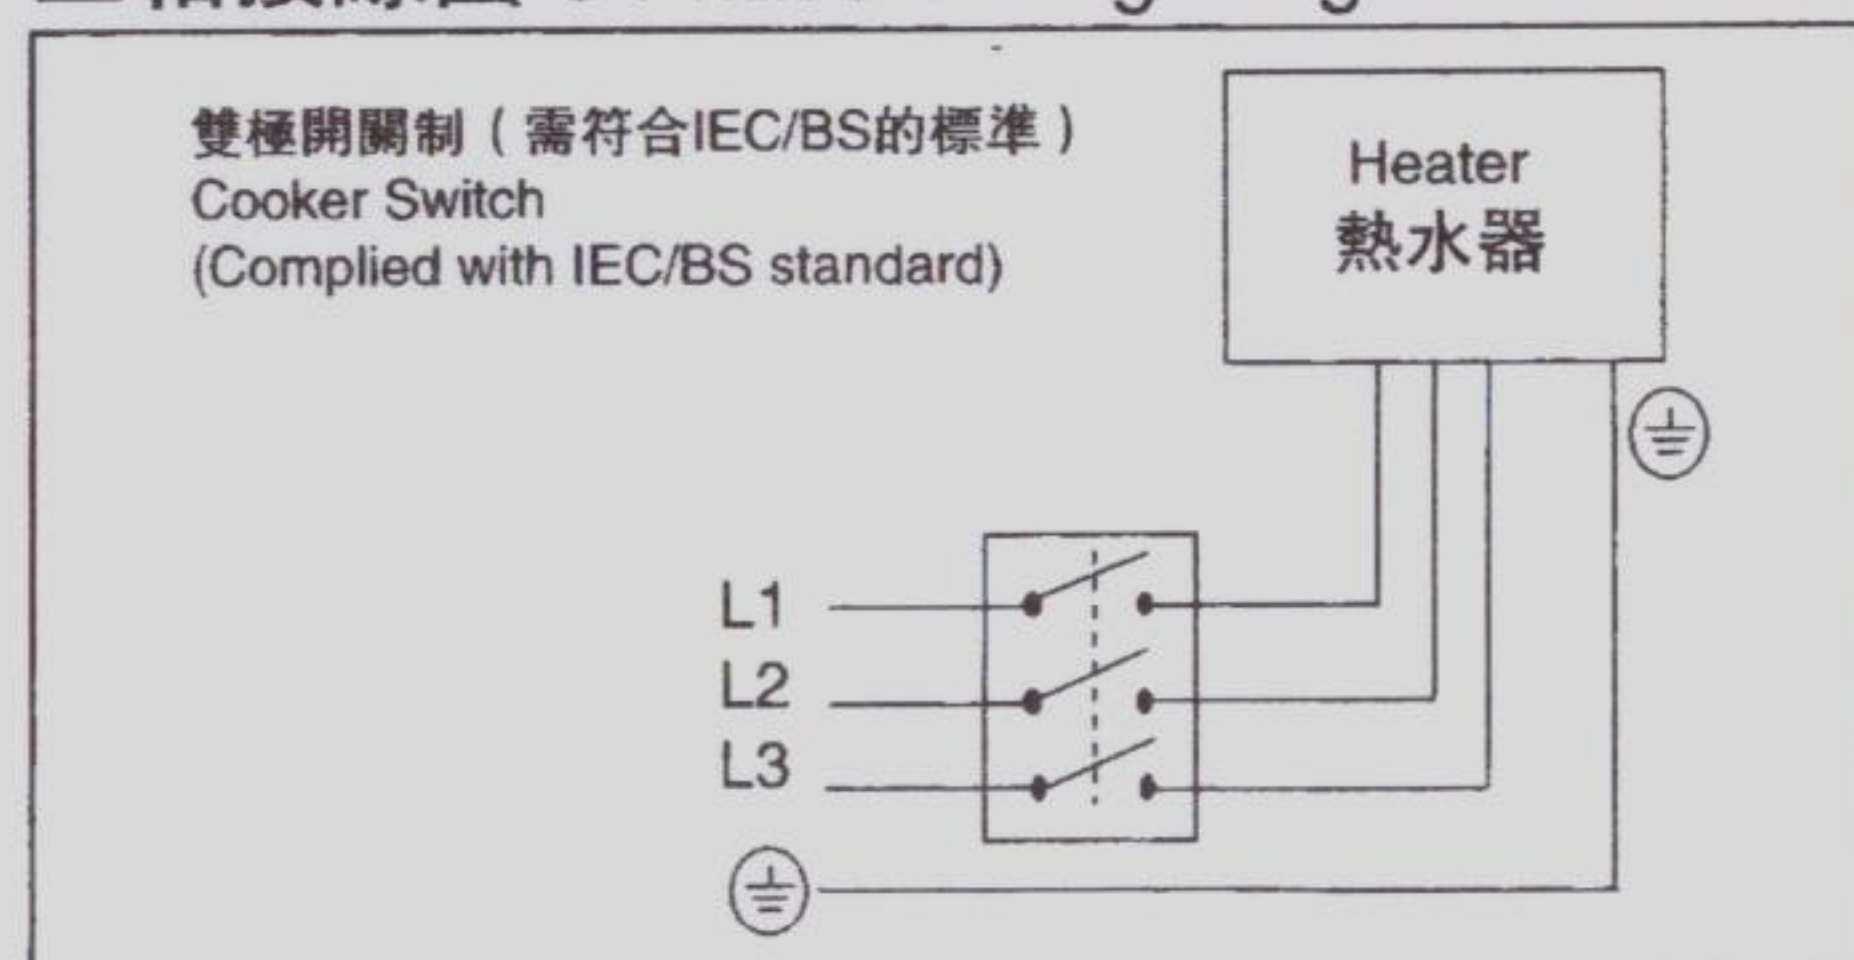 雙極開關制（需符合IEC/BS的標準）
Cooker Switch
(Complied with IEC/BS standard)
Heater
熱水器
L1
L2
L3